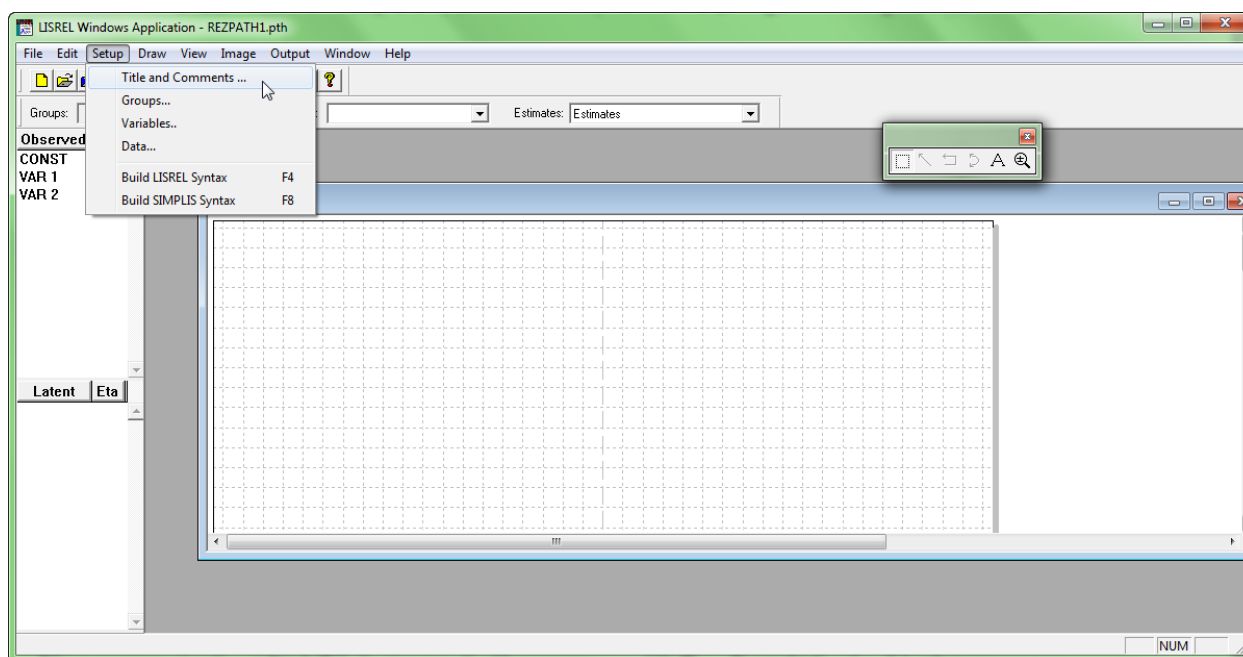 LISREL Windows Application - REZPATH1.pth
File Edit Setup Draw View Image Output Window Help
Title and Comments ...
Groups...
Variables..
Data...
Build LISREL Syntax F4
Build SIMPLIS Syntax F8
Groups: Estimates: Estimates
Observed
CONST
VAR 1
VAR 2
A
Latent Eta
NUM